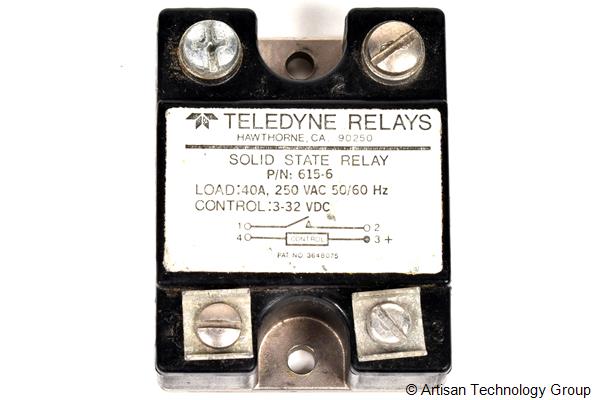 TELEDYNE RELAYS
HAWTHORNE, CA. 90250
SOLID STATE RELAY
P/N: 615-6
LOAD:40A, 250 VAC 50/60 Hz
CONTROL:3-32 VDC
1 2
4 CONTROL 3 +
PAT. NO. 3648075
© Artisan Technology Group